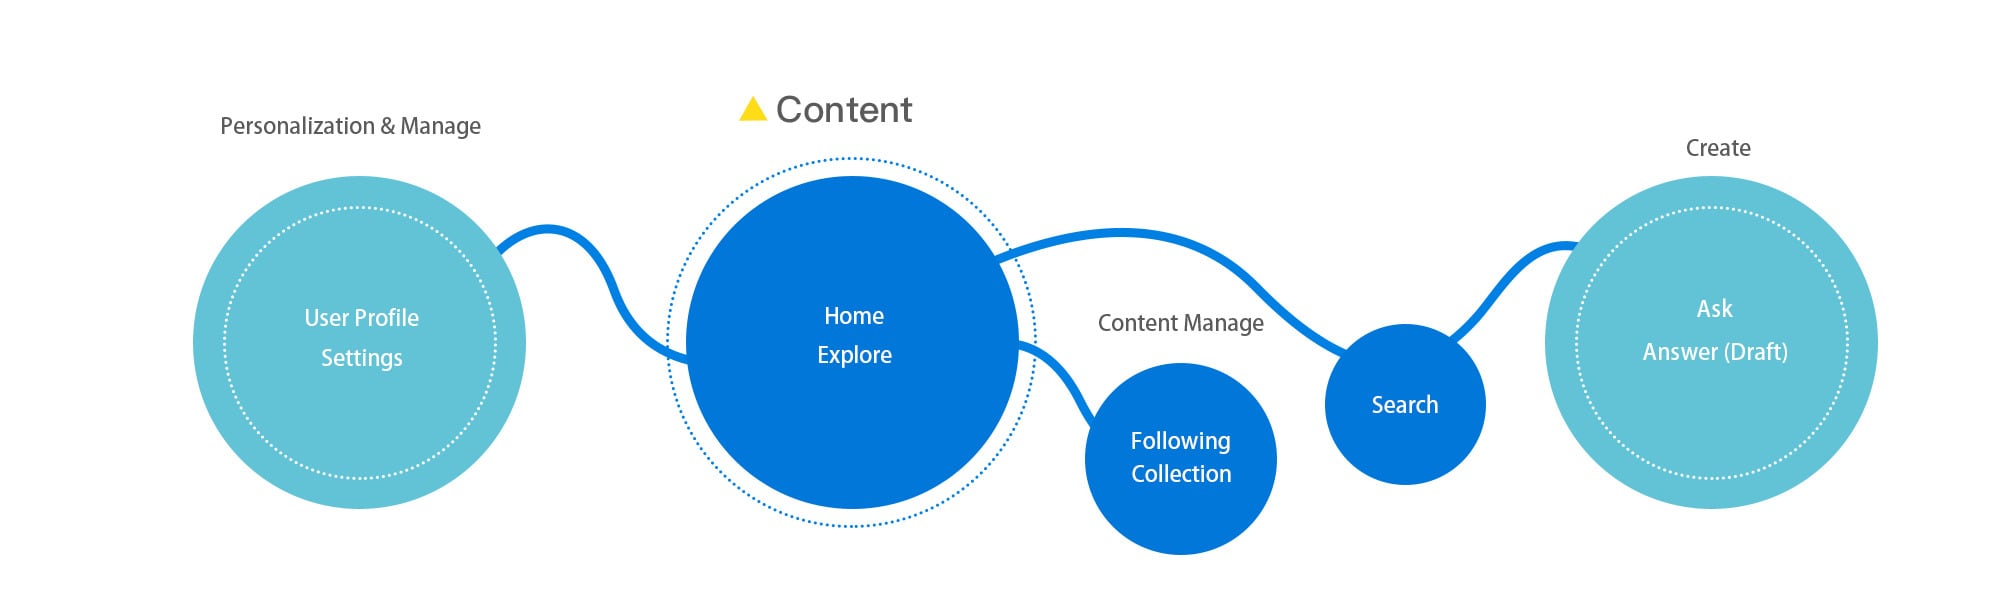 Personalization & Manage
User Profile
Settings
Content
Home
Explore
Content Manage
Following
Collection
Search
Create
Ask
Answer (Draft)